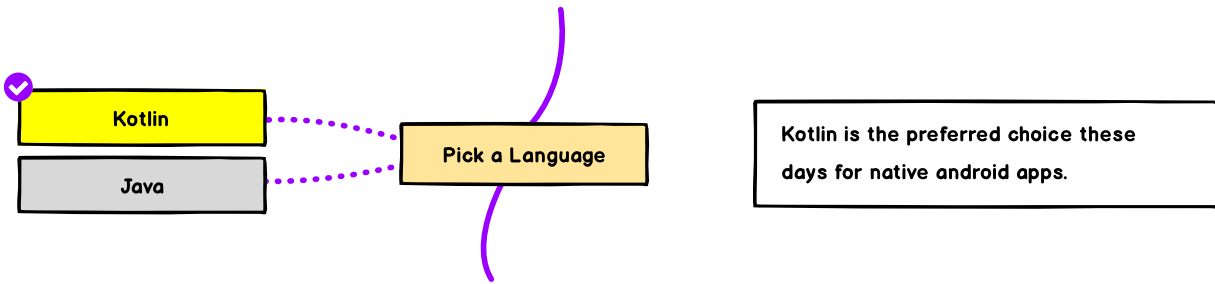 Kotlin
Java
Pick a Language
Kotlin is the preferred choice these
days for native android apps.